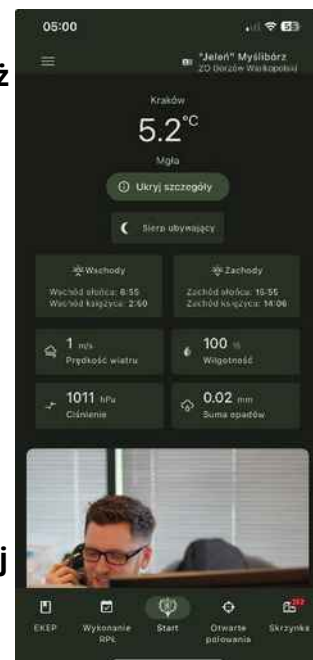 05:00
"Jeleń" Myślibórz
ZO Gorzów Wielkopolski
ż
Kraków
5.2°C
Mgła
Ukryj szczegóły
Sierp ubywający
Wschody
Zachody
Wschód słońca: 6:55
Zachód słońca: 15:55
Wschód księżyca: 2:50
Zachód księżyca: 14:06
1 m/s
100 %
Prędkość wiatru
Wilgotność
1011 hPa
0.02 mm
Ciśnienie
Suma opadów
j
EKEP
Wykonanie RPŁ
Start
Otwarte polowania
Skrzynka